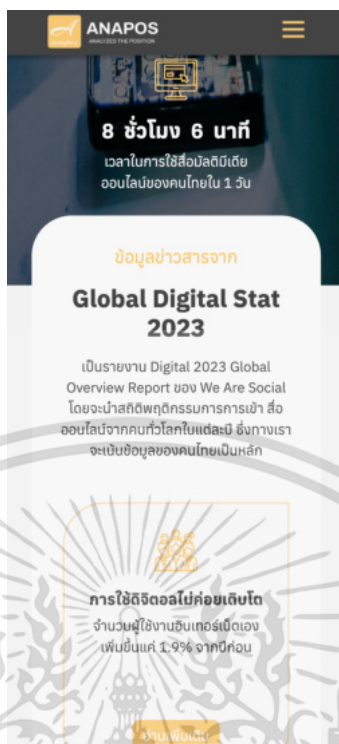 ANAPOS
ANALYZES THE POSITION
8 ชั่วโมง 6 นาที
เวลาในการใช้สื่อมัลติมีเดีย
ออนไลน์ของคนไทยใน 1 วัน
ข้อมูลข่าวสารจาก
Global Digital Stat
2023
เป็นรายงาน Digital 2023 Global
Overview Report ของ We Are Social
โดยจะนำสถิติพฤติกรรมการการเข้า สื่อ
ออนไลน์จากคนทั่วโลกในแต่ละปี ซึ่งทางเรา
จะเน้นข้อมูลของคนไทยเป็นหลัก
การใช้ดิจิตอลไม่ค่อยเติบโต
จำนวนผู้ใช้งานอินเทอร์เน็ตเอง
เพิ่มขึ้นแค่ 1.9% จากปีก่อน
อ่านเพิ่มเติม